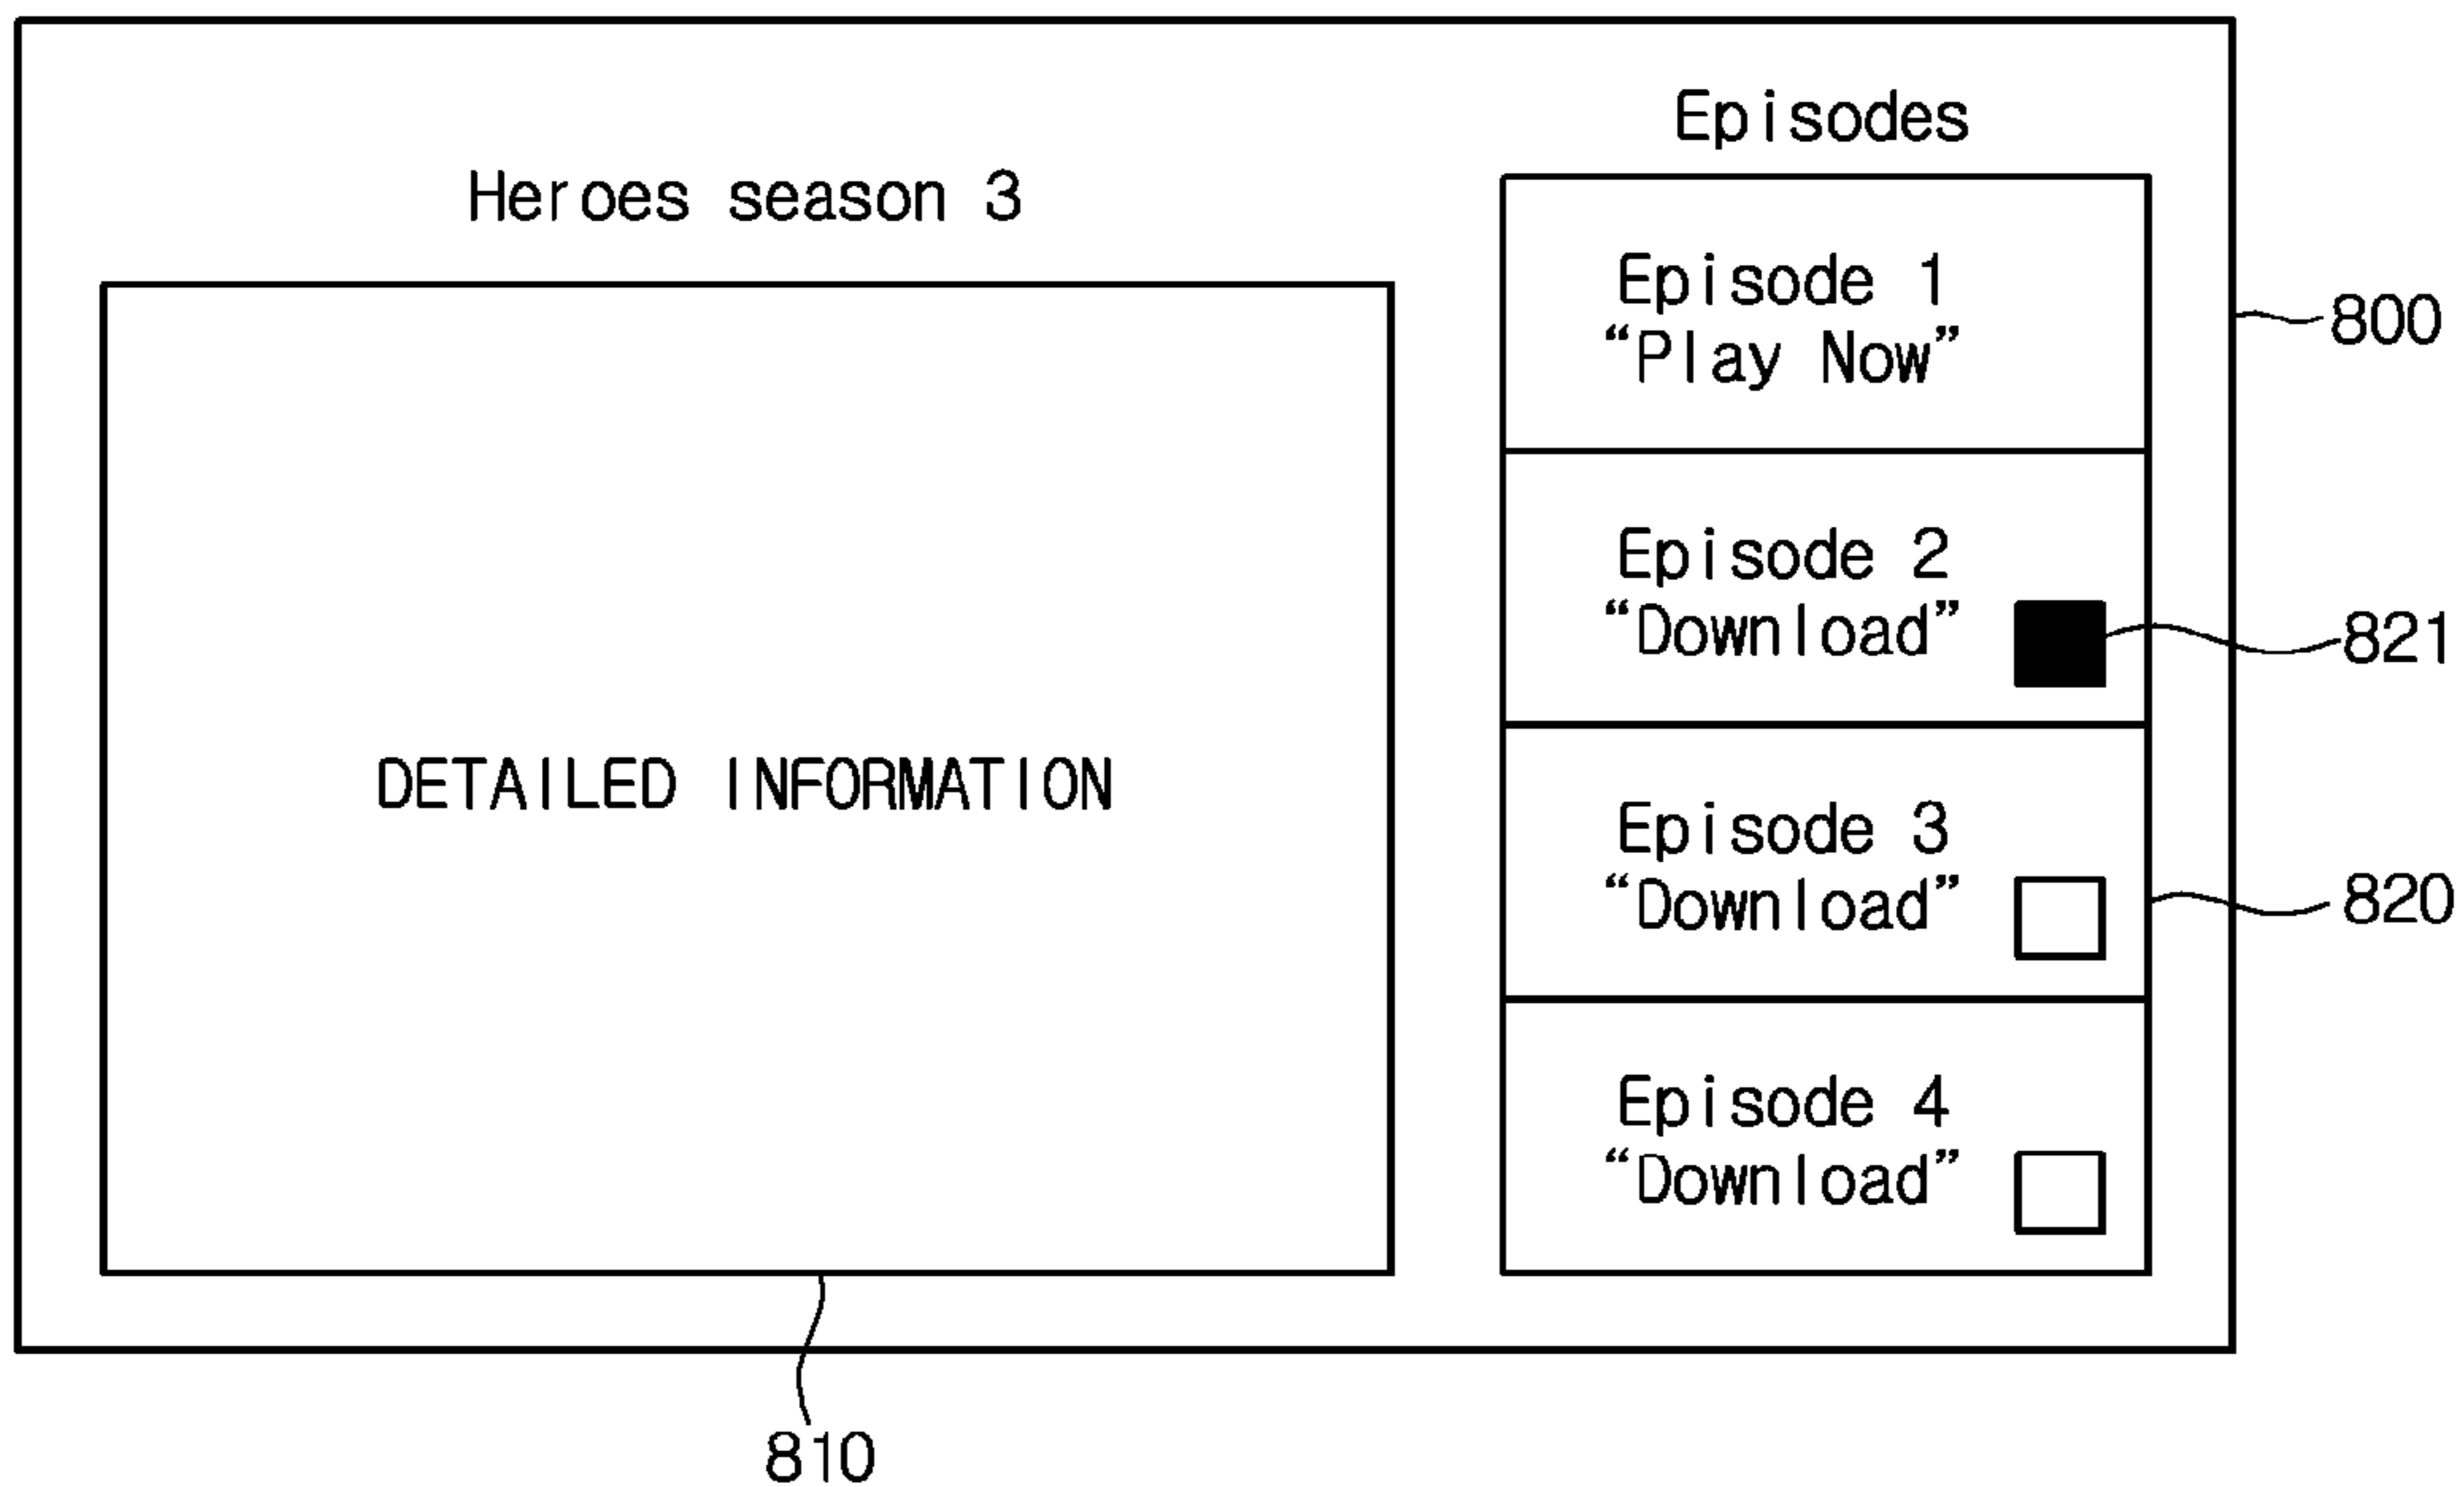 Heroes season 3
DETAILED INFORMATION
810
Episodes
Episode 1
“Play Now”
Episode 2
“Download”
Episode 3
“Download”
Episode 4
“Download”
800
821
820